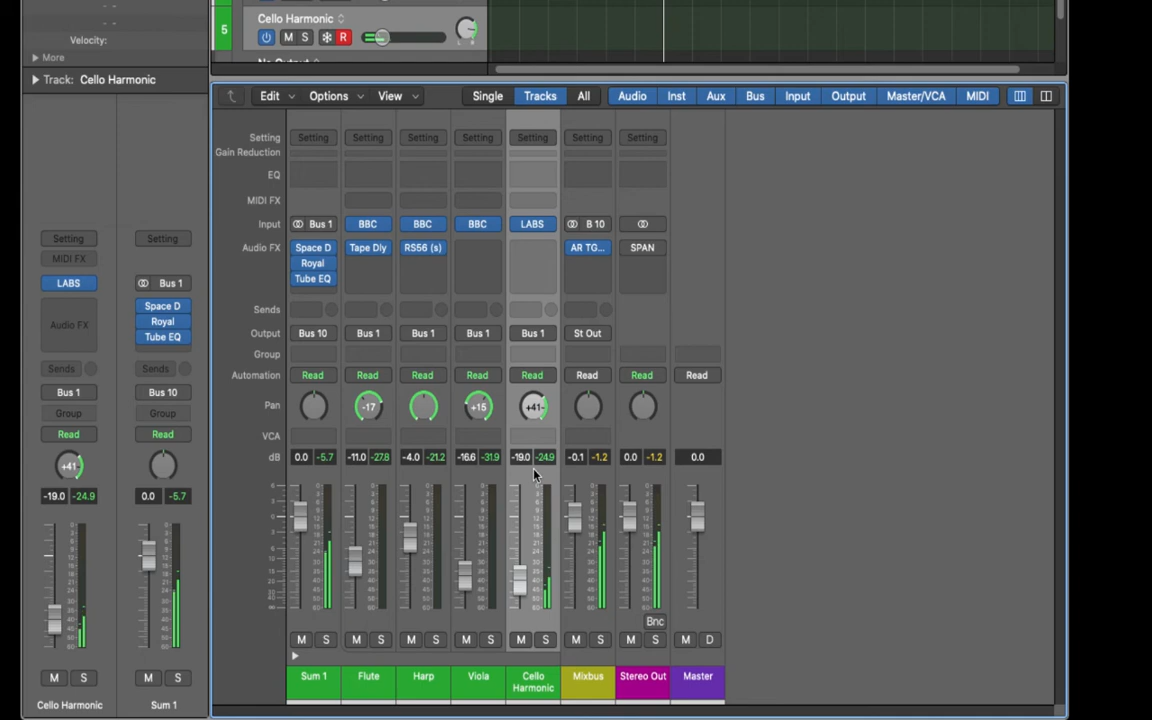 Velocity:
More
Track: Cello Harmonic
Setting
MIDI FX
LABS
Audio FX
Sends
Bus 1
Group
Read
+41
-19.0 -24.9
M S
Cello Harmonic
Setting
Bus 1
Space D
Royal
Tube EQ
Sends
Bus 10
Group
Read
0.0 -5.7
M S
Sum 1
5
Cello Harmonic
M S R
L R
Edit Options View Single Tracks All Audio Inst Aux Bus Input Output Master/VCA MIDI
Setting Setting Setting Setting Setting Setting Setting Setting
Gain Reduction
EQ
MIDI FX
Input Bus 1 BBC BBC BBC LABS B 10
Audio FX Space D Tape Dly RS56 (s) AR TG... SPAN
Royal
Tube EQ
Sends
Output Bus 10 Bus 1 Bus 1 Bus 1 Bus 1 St Out
Group
Automation Read Read Read Read Read Read Read Read
Pan -17 +15 +41
VCA
dB 0.0 -5.7 -11.0 -27.8 -4.0 -21.2 -16.6 -31.9 -19.0 -24.9 -0.1 -1.2 0.0 -1.2 0.0
Bnc
M S M S M S M S M S M S M S M D
Sum 1 Flute Harp Viola Cello Harmonic Mixbus Stereo Out Master